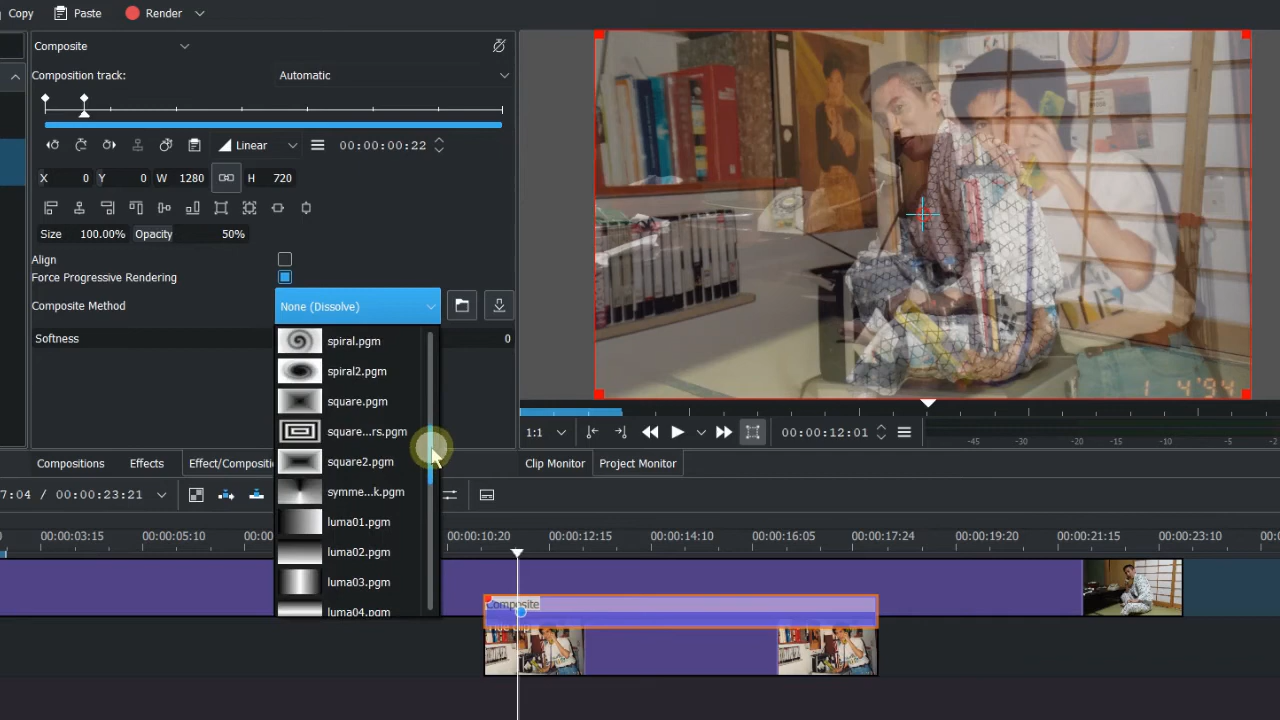 Copy Paste Render
Composite
Composition track: Automatic
Linear 00:00:00:22
X 0 Y 0 W 1280 H 720
Size 100.00% Opacity 50%
Align
Force Progressive Rendering
Composite Method None (Dissolve)
Softness 0
spiral.pgm
spiral2.pgm
square.pgm
square...rs.pgm
square2.pgm
symme...k.pgm
luma01.pgm
luma02.pgm
luma03.pgm
luma04.pgm
1 4'94
1:1 00:00:12:01
-45 -30 -20 -15 -10 -5 -2
Compositions Effects Effect/Compositi
Clip Monitor Project Monitor
7:04 / 00:00:23:21
0 00:00:03:15 00:00:05:10 00:00 00:00:10:20 00:00:12:15 00:00:14:10 00:00:16:05 00:00:17:24 00:00:19:20 00:00:21:15 00:00:23:10 00:0
Composite